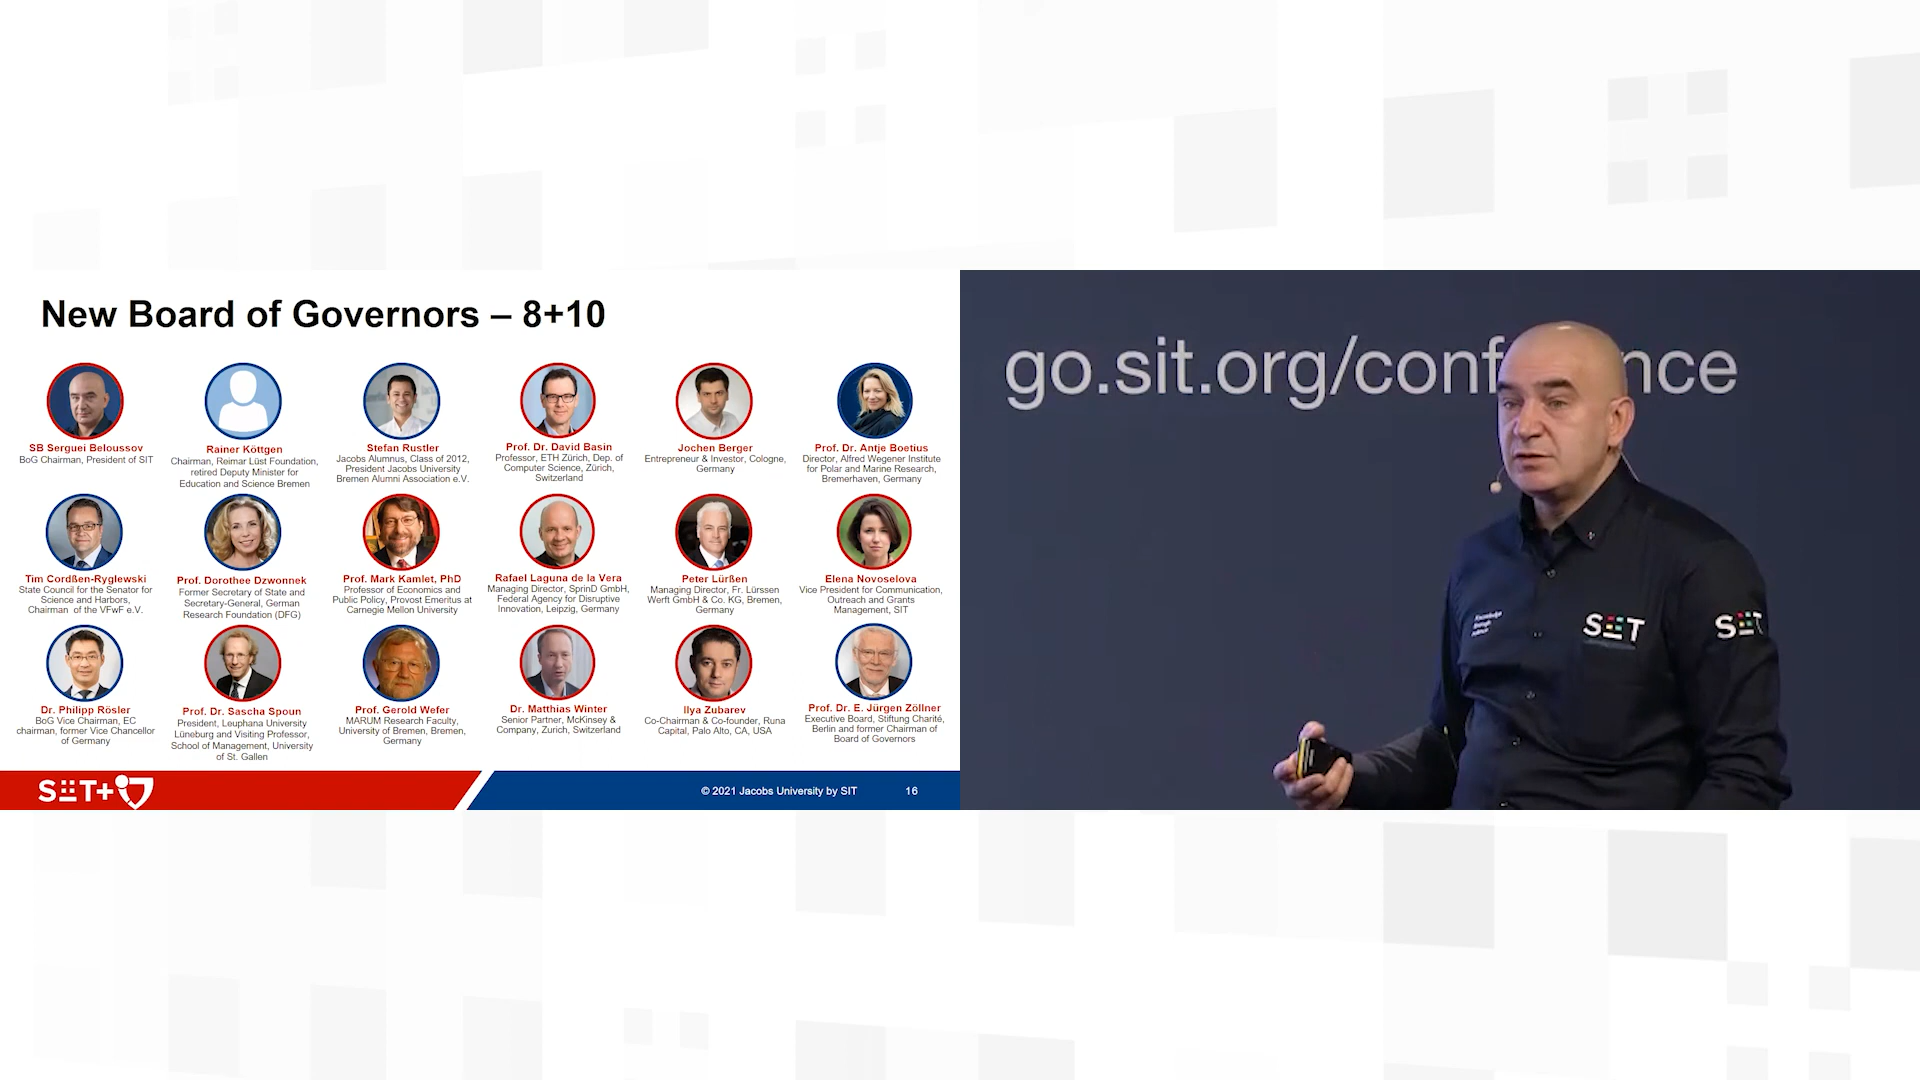 New Board of Governors – 8+10
SB Serguei Beloussov
BoG Chairman, President of SIT
Rainer Köttgen
Chairman, Reimar Lüst Foundation,
retired Deputy Minister for
Education and Science Bremen
Stefan Rustler
Jacobs Alumnus, Class of 2012,
President Jacobs University
Bremen Alumni Association e.V.
Prof. Dr. David Basin
Professor, ETH Zürich, Dep. of
Computer Science, Zürich,
Switzerland
Jochen Berger
Entrepreneur & Investor, Cologne,
Germany
Prof. Dr. Antje Boetius
Director, Alfred Wegener Institute
for Polar and Marine Research,
Bremerhaven, Germany
Tim Cordßen-Ryglewski
State Council for the Senator for
Science and Harbors,
Chairman of the VFwF e.V.
Prof. Dorothee Dzwonnek
Former Secretary of State and
Secretary-General, German
Research Foundation (DFG)
Prof. Mark Kamlet, PhD
Professor of Economics and
Public Policy, Provost Emeritus at
Carnegie Mellon University
Rafael Laguna de la Vera
Managing Director, SprinD GmbH,
Federal Agency for Disruptive
Innovation, Leipzig, Germany
Peter Lürßen
Managing Director, Fr. Lürssen
Werft GmbH & Co. KG, Bremen,
Germany
Elena Novoselova
Vice President for Communication,
Outreach and Grants
Management, SIT
Dr. Philipp Rösler
BoG Vice Chairman, EC
chairman, former Vice Chancellor
of Germany
Prof. Dr. Sascha Spoun
President, Leuphana University
Lüneburg and Visiting Professor,
School of Management, University
of St. Gallen
Prof. Gerold Wefer
MARUM Research Faculty,
University of Bremen, Bremen,
Germany
Dr. Matthias Winter
Senior Partner, McKinsey &
Company, Zurich, Switzerland
Ilya Zubarev
Co-Chairman & Co-founder, Runa
Capital, Palo Alto, CA, USA
Prof. Dr. E. Jürgen Zöllner
Executive Board, Stiftung Charité,
Berlin and former Chairman of
Board of Governors
SIT+
© 2021 Jacobs University by SIT
16
go.sit.org/conf nce
SIT
SIT